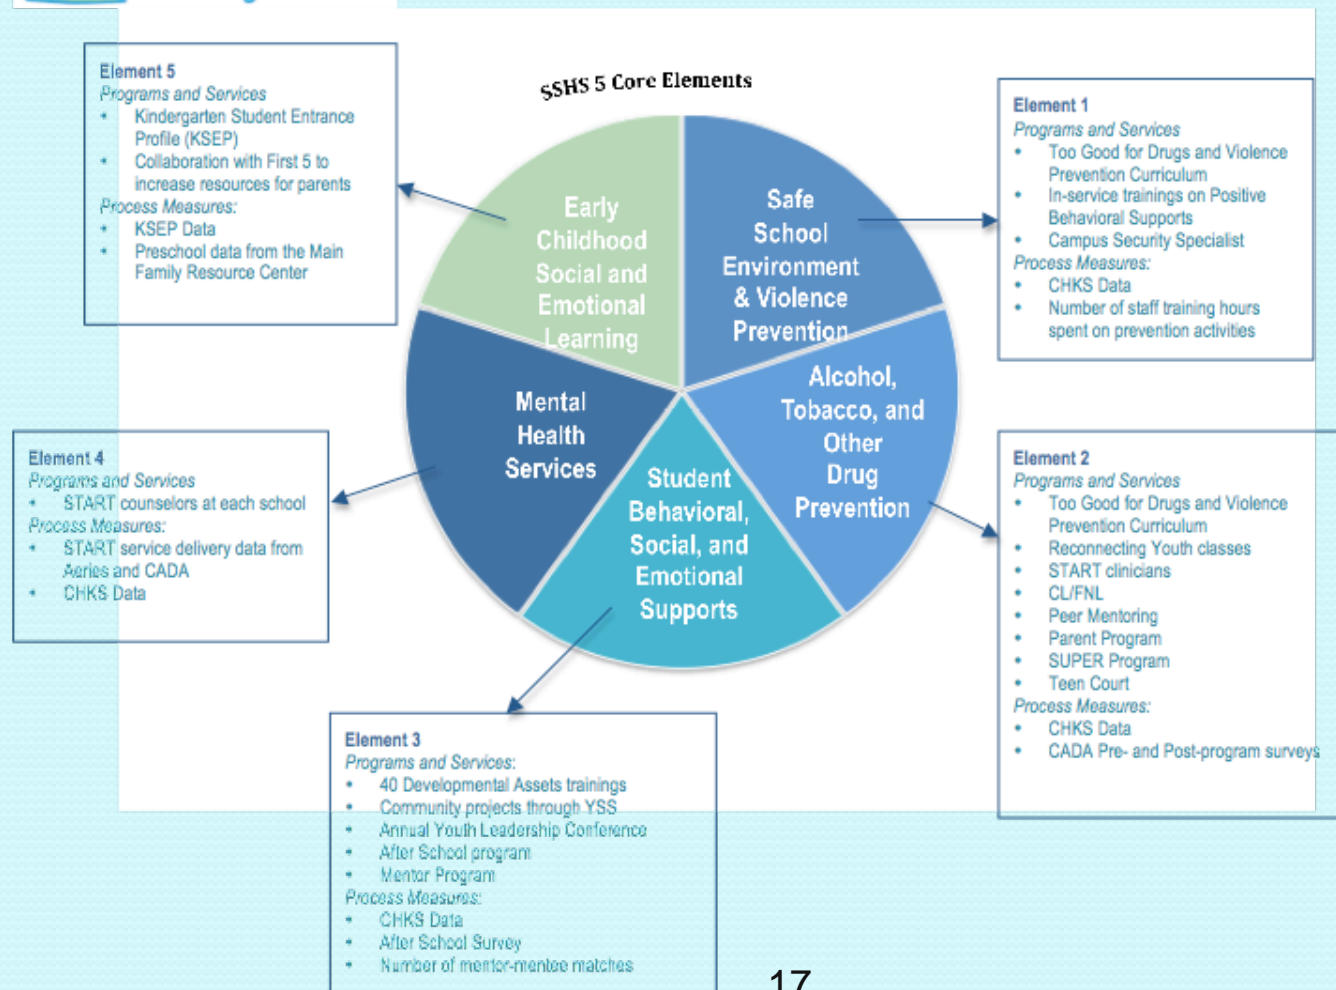 SSHS 5 Core Elements
Early
Childhood
Social and
Emotional
Learning
Safe
School
Environment
& Violence
Prevention
Alcohol,
Tobacco, and
Other
Drug
Prevention
Student
Behavioral,
Social, and
Emotional
Supports
Mental
Health
Services
Element 5
Programs and Services
• Kindergarten Student Entrance
Profile (KSEP)
• Collaboration with First 5 to
increase resources for parents
Process Measures:
• KSEP Data
• Preschool data from the Main
Family Resource Center
Element 1
Programs and Services
• Too Good for Drugs and Violence
Prevention Curriculum
• In-service trainings on Positive
Behavioral Supports
• Campus Security Specialist
Process Measures:
• CHKS Data
• Number of staff training hours
spent on prevention activities
Element 4
Programs and Services
• START counselors at each school
Process Measures:
• START service delivery data from
Aeries and CADA
• CHKS Data
Element 2
Programs and Services
• Too Good for Drugs and Violence
Prevention Curriculum
• Reconnecting Youth classes
• START clinicians
• CL/FNL
• Peer Mentoring
• Parent Program
• SUPER Program
• Teen Court
Process Measures:
• CHKS Data
• CADA Pre- and Post-program surveys
Element 3
Programs and Services:
• 40 Developmental Assets trainings
• Community projects through YSS
• Annual Youth Leadership Conference
• After School program
• Mentor Program
Process Measures:
• CHKS Data
• After School Survey
• Number of mentor-mentee matches
17